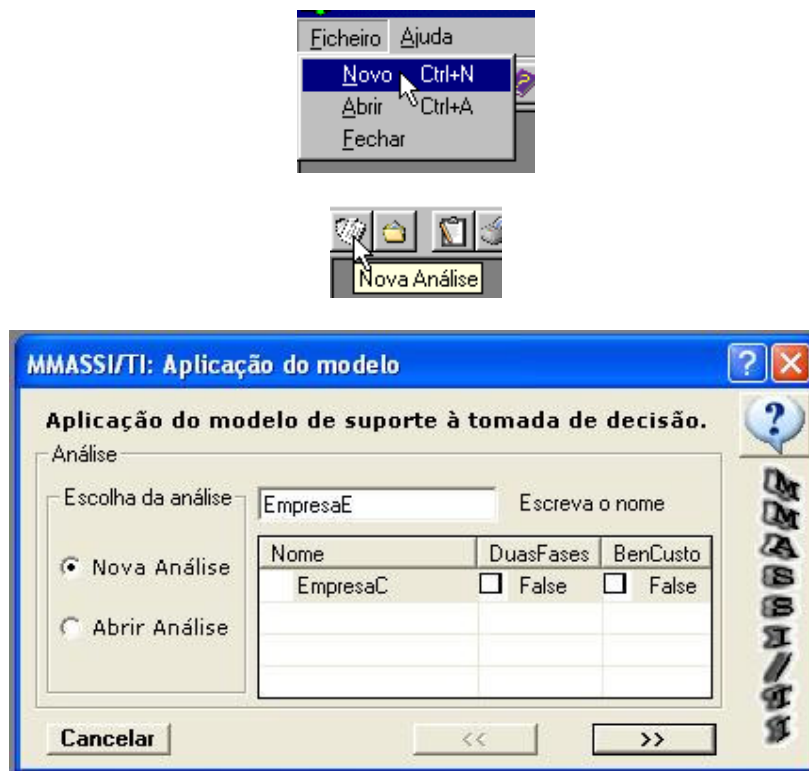 Ficheiro Ajuda
Novo Ctrl+N
Abrir Ctrl+A
Fechar
Nova Análise
MMASSI/TI: Aplicação do modelo
Aplicação do modelo de suporte à tomada de decisão.
Análise
Escolha da análise EmpresaE Escreva o nome
Nome DuasFases BenCusto
Nova Análise
EmpresaC False False
Abrir Análise
Cancelar << >>
MMASSI/TI